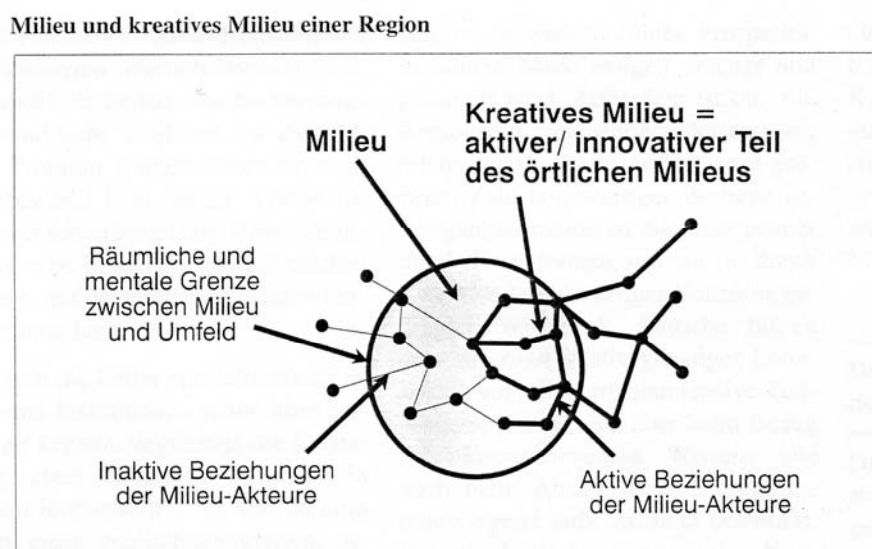 Milieu und kreatives Milieu einer Region
Milieu
Kreatives Milieu =
aktiver/ innovativer Teil
des örtlichen Milieus
Räumliche und
mentale Grenze
zwischen Milieu
und Umfeld
Inaktive Beziehungen
der Milieu-Akteure
Aktive Beziehungen
der Milieu-Akteure